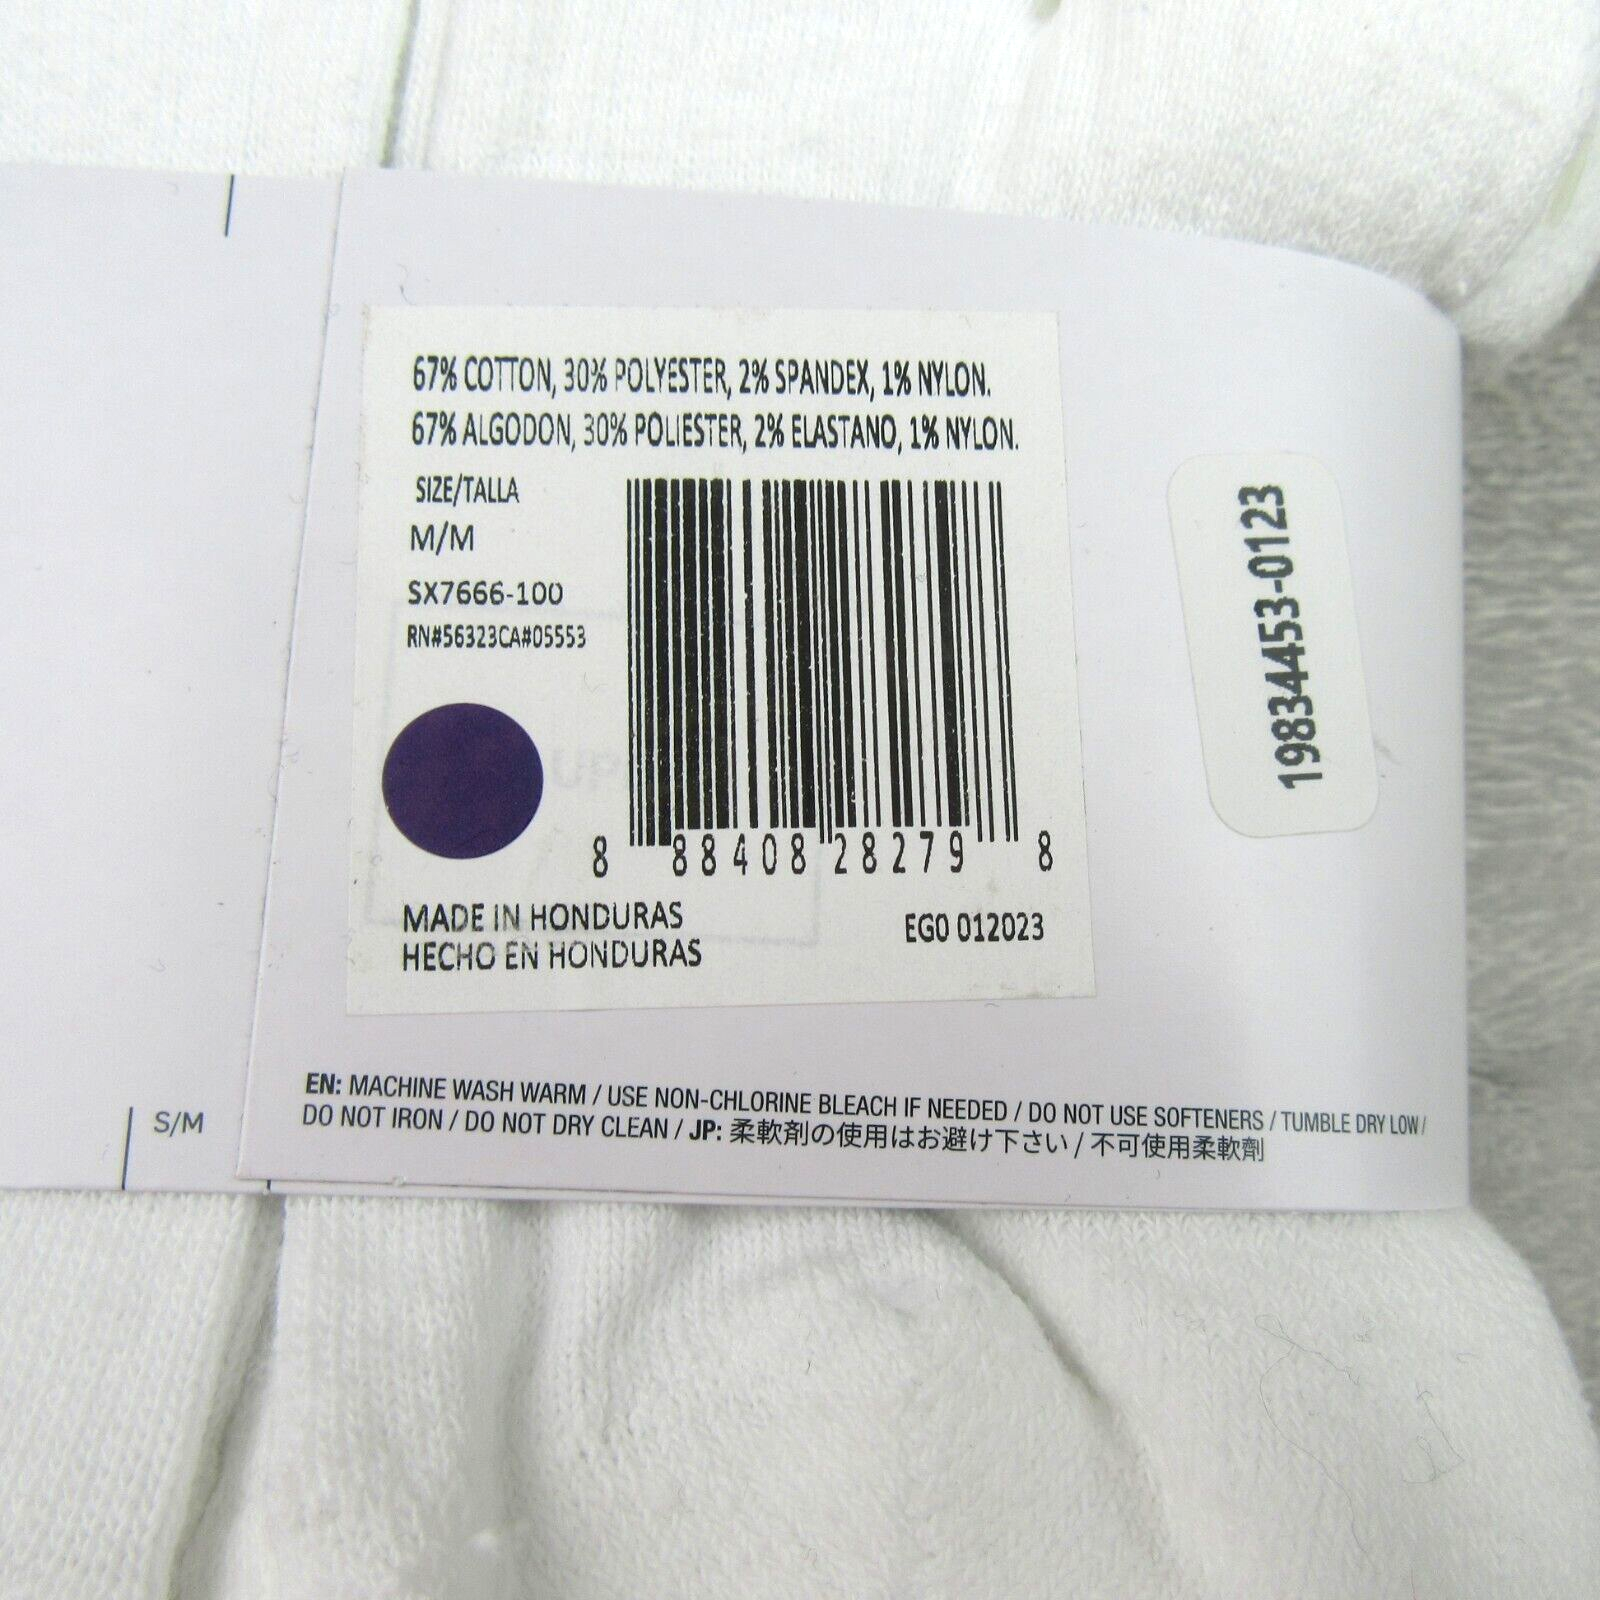 67% COTTON, 30% POLYESTER, 2% SPANDEX, 1% NYLON.
67% ALGODON, 30% POLIESTER, 2% ELASTANO, 1% NYLON.
SIZE/TALLA
M/M
SX7666-100
RN#56323CA#05553
8 88408 28279 8
MADE IN HONDURAS
HECHO EN HONDURAS
EGO 012023
19834453-0123
S/M
EN: MACHINE WASH WARM / USE NON-CHLORINE BLEACH IF NEEDED / DO NOT USE SOFTENERS / TUMBLE DRY LOW /
DO NOT IRON / DO NOT DRY CLEAN / JP: 柔軟剤の使用はお避け下さい / 不可使用柔軟劑